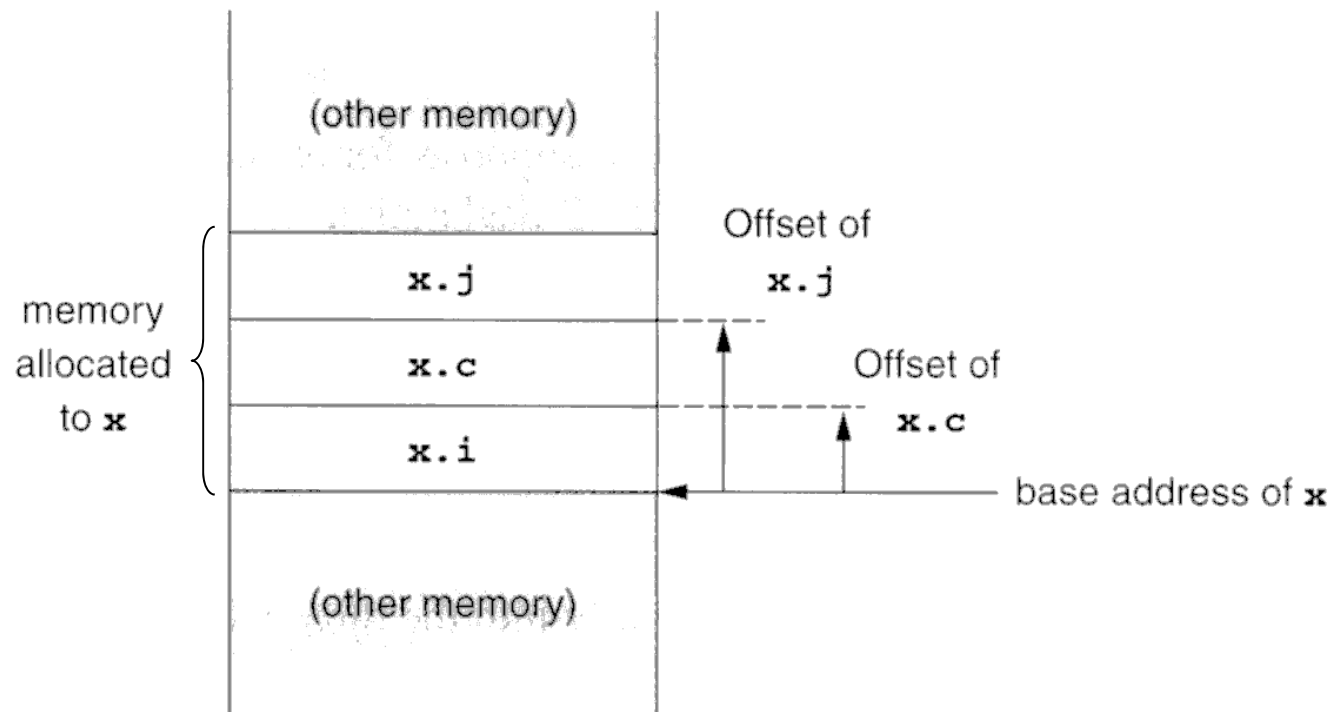 (other memory)
Offset of
x.j
x.j
memory
allocated
to x
x.c
Offset of
x.c
x.i
base address of x
(other memory)